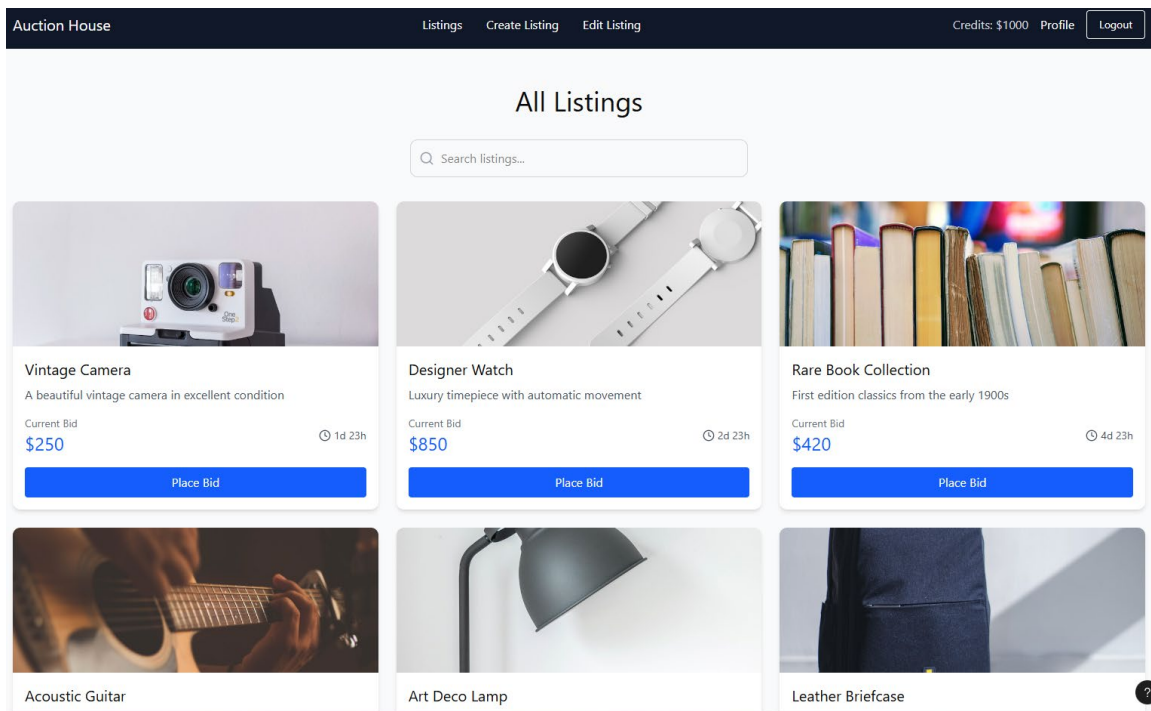 Auction House
Listings
Create Listing
Edit Listing
Credits: $1000
Profile
Logout
All Listings
Search listings...
One
Step2
Vintage Camera
A beautiful vintage camera in excellent condition
Current Bid
$250
1d 23h
Place Bid
Designer Watch
Luxury timepiece with automatic movement
Current Bid
$850
2d 23h
Place Bid
Rare Book Collection
First edition classics from the early 1900s
Current Bid
$420
4d 23h
Place Bid
Acoustic Guitar
Art Deco Lamp
Leather Briefcase
?